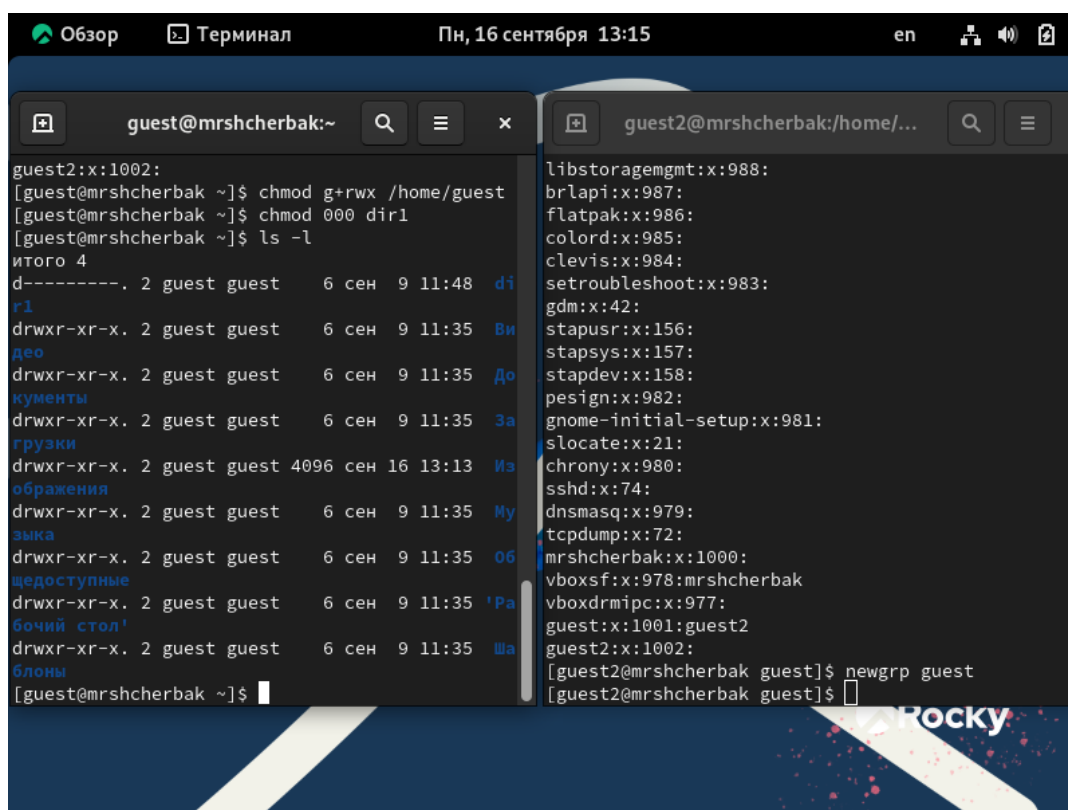 Обзор Терминал Пн, 16 сентября 13:15 en
guest@mrshcherbak:~
guest2:x:1002:
[guest@mrshcherbak ~]$ chmod g+rwx /home/guest
[guest@mrshcherbak ~]$ chmod 000 dir1
[guest@mrshcherbak ~]$ ls -l
итого 4
d---------. 2 guest guest    6 сен  9 11:48  di
r1
drwxr-xr-x. 2 guest guest    6 сен  9 11:35  Ви
део
drwxr-xr-x. 2 guest guest    6 сен  9 11:35  До
кументы
drwxr-xr-x. 2 guest guest    6 сен  9 11:35  За
грузки
drwxr-xr-x. 2 guest guest 4096 сен 16 13:13  Из
ображения
drwxr-xr-x. 2 guest guest    6 сен  9 11:35  Му
зыка
drwxr-xr-x. 2 guest guest    6 сен  9 11:35  Об
щедоступные
drwxr-xr-x. 2 guest guest    6 сен  9 11:35 'Ра
бочий стол'
drwxr-xr-x. 2 guest guest    6 сен  9 11:35  Ша
блоны
[guest@mrshcherbak ~]$
guest2@mrshcherbak:/home/...
libstoragemgmt:x:988:
brlapi:x:987:
flatpak:x:986:
colord:x:985:
clevis:x:984:
setroubleshoot:x:983:
gdm:x:42:
stapusr:x:156:
stapsys:x:157:
stapdev:x:158:
pesign:x:982:
gnome-initial-setup:x:981:
slocate:x:21:
chrony:x:980:
sshd:x:74:
dnsmasq:x:979:
tcpdump:x:72:
mrshcherbak:x:1000:
vboxsf:x:978:mrshcherbak
vboxdrmipc:x:977:
guest:x:1001:guest2
guest2:x:1002:
[guest2@mrshcherbak guest]$ newgrp guest
[guest2@mrshcherbak guest]$
Rocky